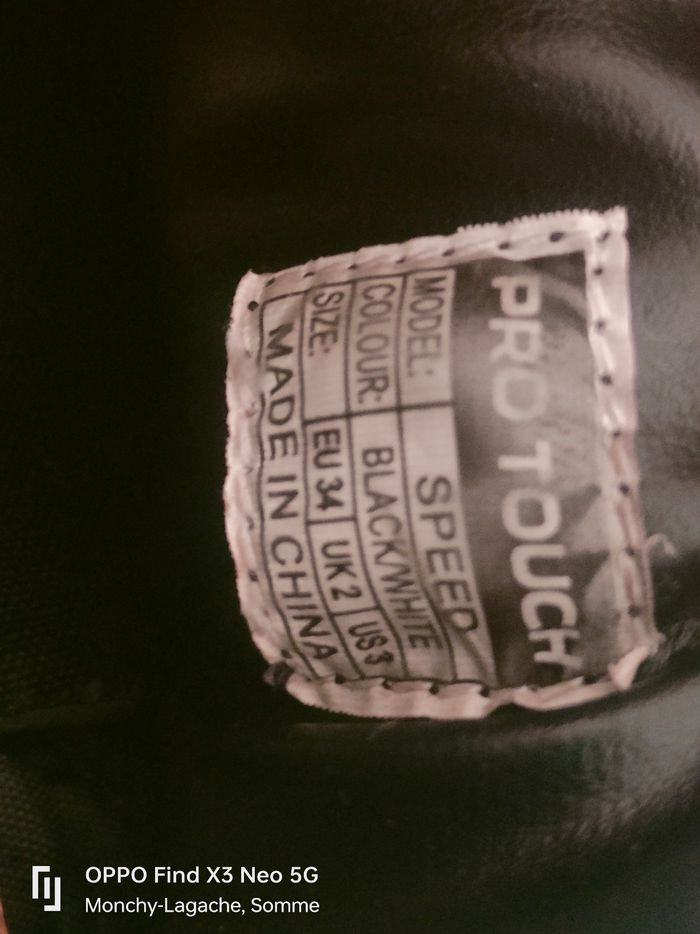 PRO TOUCH
MODEL: SPEED
COLOUR: BLACK/WHITE
SIZE: EU 34 UK 2 US 3
MADE IN CHINA
OPPO Find X3 Neo 5G
Monchy-Lagache, Somme